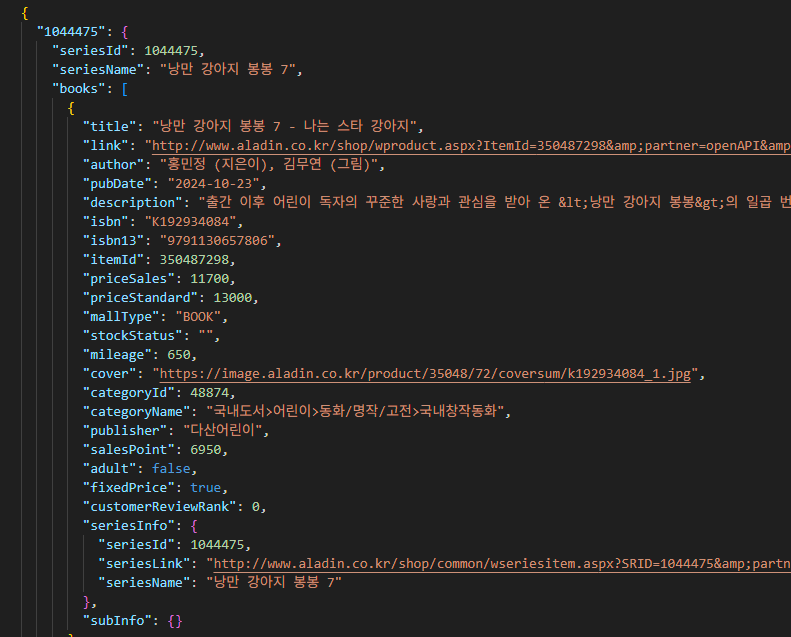 {
"1044475": {
"seriesId": 1044475,
"seriesName": "낭만 강아지 봉봉 7",
"books": [
{
"title": "낭만 강아지 봉봉 7 - 나는 스타 강아지",
"link": "http://www.aladin.co.kr/shop/wproduct.aspx?ItemId=350487298&amp;partner=openAPI&amp
"author": "홍민정 (지은이), 김무연 (그림)",
"pubDate": "2024-10-23",
"description": "출간 이후 어린이 독자의 꾸준한 사랑과 관심을 받아 온 &lt;낭만 강아지 봉봉&gt;의 일곱 번
"isbn": "K192934084",
"isbn13": "9791130657806",
"itemId": 350487298,
"priceSales": 11700,
"priceStandard": 13000,
"mallType": "BOOK",
"stockStatus": "",
"mileage": 650,
"cover": "https://image.aladin.co.kr/product/35048/72/coversum/k192934084_1.jpg",
"categoryId": 48874,
"categoryName": "국내도서>어린이>동화/명작/고전>국내창작동화",
"publisher": "다산어린이",
"salesPoint": 6950,
"adult": false,
"fixedPrice": true,
"customerReviewRank": 0,
"seriesInfo": {
"seriesId": 1044475,
"seriesLink": "http://www.aladin.co.kr/shop/common/wseriesitem.aspx?SRID=1044475&amp;partn
"seriesName": "낭만 강아지 봉봉 7"
},
"subInfo": {}